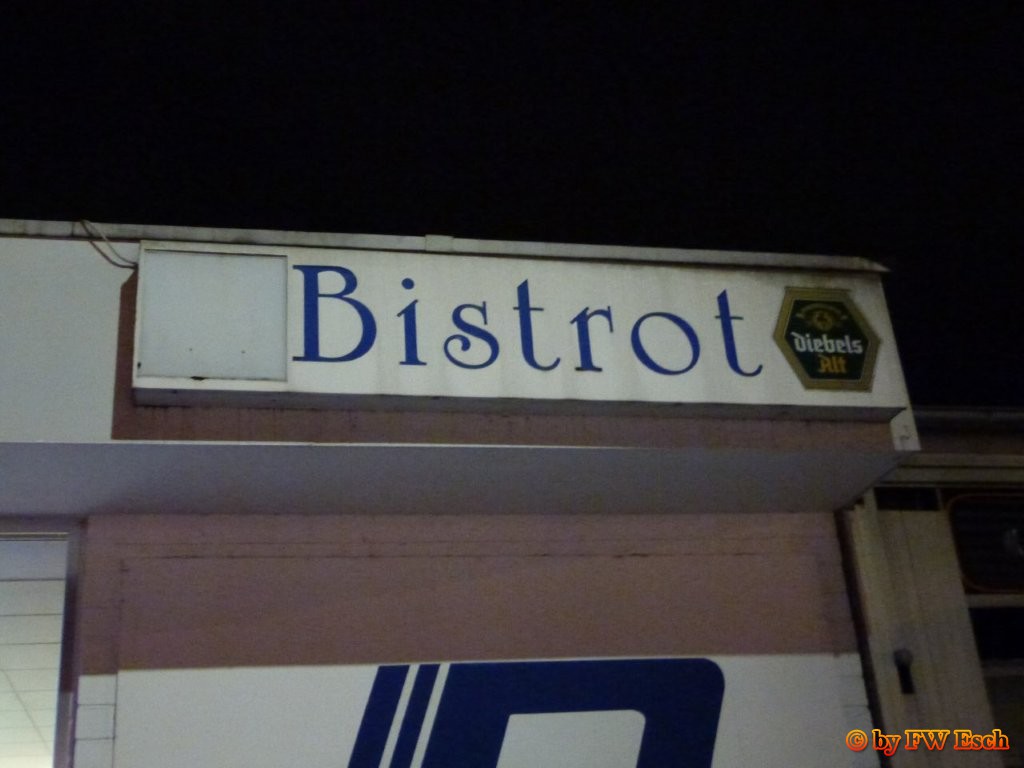 Bistrot
diebels
Alt
© by FW Esch